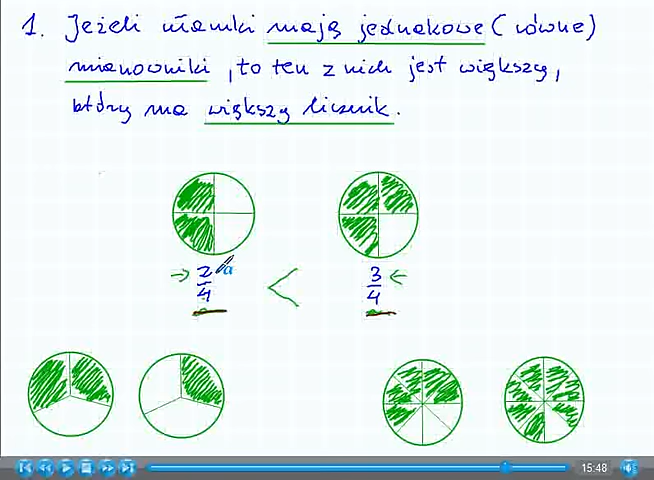 1. Jeżeli ułamki mają jednakowe (równe)
mianowniki, to ten z nich jest większy,
który ma większy licznik.
→ 2/4 < 3/4 ←
15:48